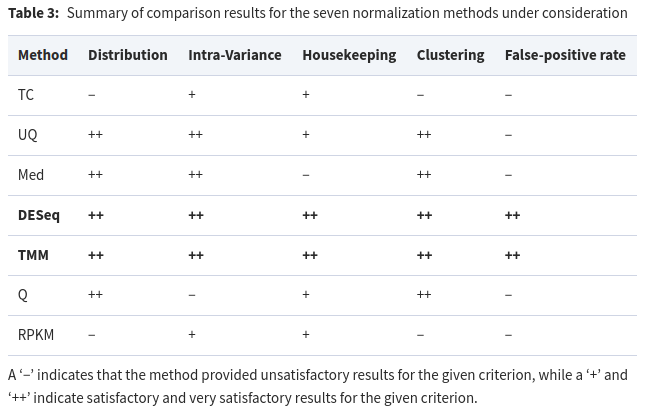 Table 3: Summary of comparison results for the seven normalization methods under consideration
Method Distribution Intra-Variance Housekeeping Clustering False-positive rate
TC – + + – –
UQ ++ ++ + ++ –
Med ++ ++ – ++ –
DESeq ++ ++ ++ ++ ++
TMM ++ ++ ++ ++ ++
Q ++ – + ++ –
RPKM – + + – –
A ‘–’ indicates that the method provided unsatisfactory results for the given criterion, while a ‘+’ and
‘++’ indicate satisfactory and very satisfactory results for the given criterion.